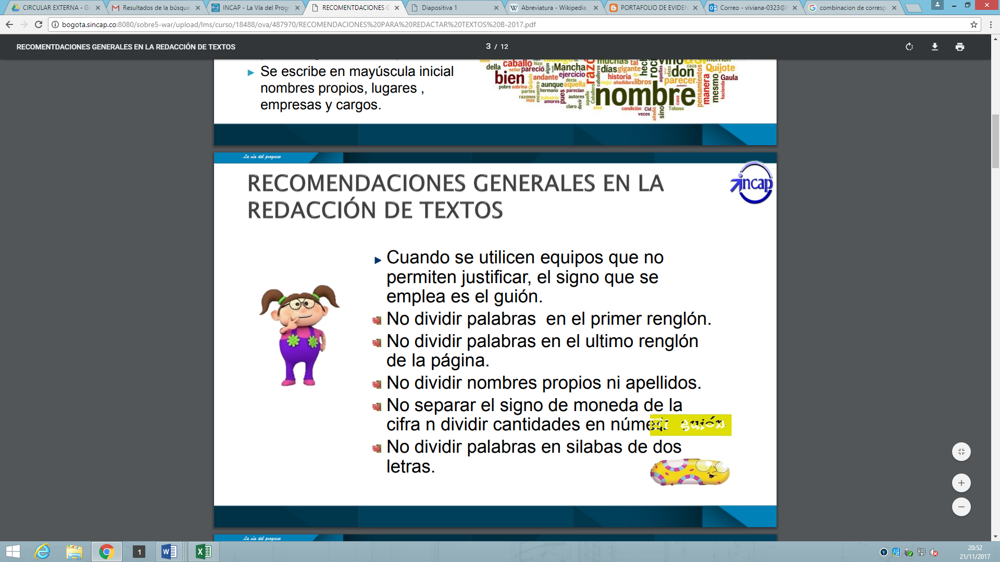 CIRCULAR EXTERNA - Go
Resultados de la búsque
INCAP - La Vía del Progr
RECOMENTDACIONES G
Diapositiva 1
Abreviatura - Wikipedia,
PORTAFOLIO DE EVIDEN
Correo - viviana-0323@
combinacion de corresp
bogota.sincap.co:8080/sobre5-war/upload/lms/curso/18488/ova/487970/RECOMENDACIONES%20PARA%20REDACTAR%20TEXTOS%20B-2017.pdf
RECOMENTDACIONES GENERALES EN LA REDACCIÓN DE TEXTOS
3 / 12
Se escribe en mayúscula inicial
nombres propios, lugares ,
empresas y cargos.
caballo hizo muchas tal
della señor pareció Mancha días gigante don Quijote
bien andante ejercicio historia parecer Gaula
pobre sobrina aunque aquella añadidura libros
partes hermano parecían nombre
razones industria autores
mas amores decir
claro condición Cid Toboso
veces sino
razón pues manera mesmo pensamientos hacienda
La vía del progreso
incap
RECOMENDACIONES GENERALES EN LA
REDACCIÓN DE TEXTOS
Cuando se utilicen equipos que no
permiten justificar, el signo que se
emplea es el guión.
No dividir palabras  en el primer renglón.
No dividir palabras en el ultimo renglón
de la página.
No dividir nombres propios ni apellidos.
No separar el signo de moneda de la
cifra n dividir cantidades en núme
guión
No dividir palabras en silabas de dos
letras.
La vía del progreso
1
20:52
21/11/2017